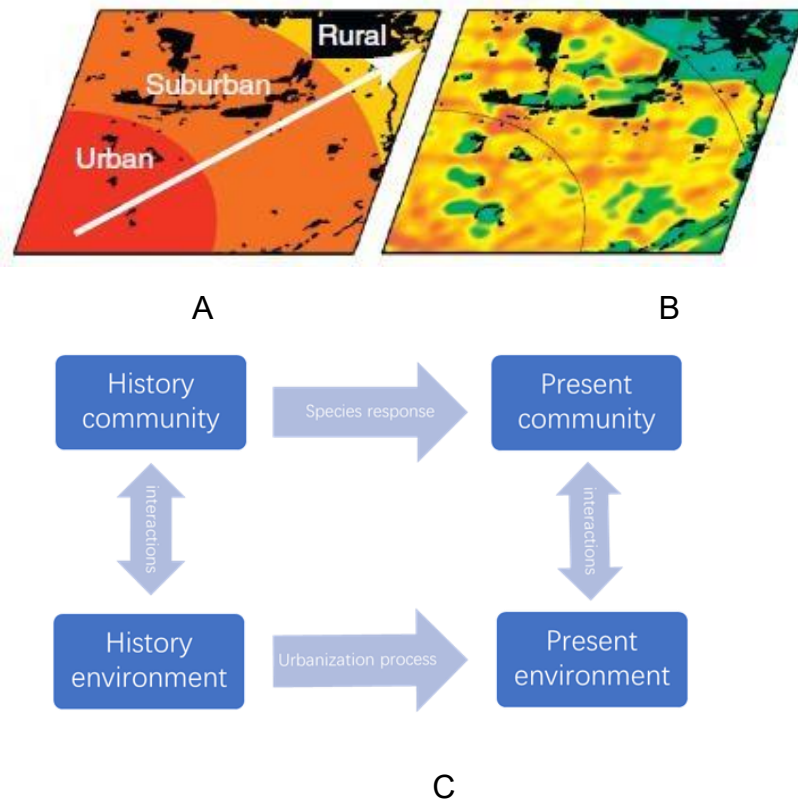 Rural
Suburban
Urban
A
B
History
community
Species response
Present
community
interactions
interactions
History
environment
Urbanization process
Present
environment
C